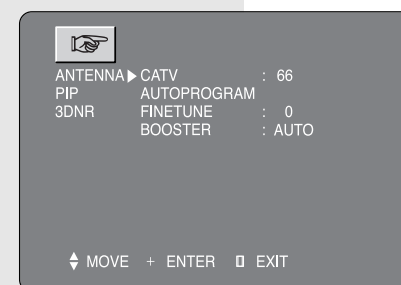 ANTENNA▶ CATV : 66
PIP AUTOPROGRAM
3DNR FINETUNE : 0
BOOSTER : AUTO
MOVE + ENTER EXIT